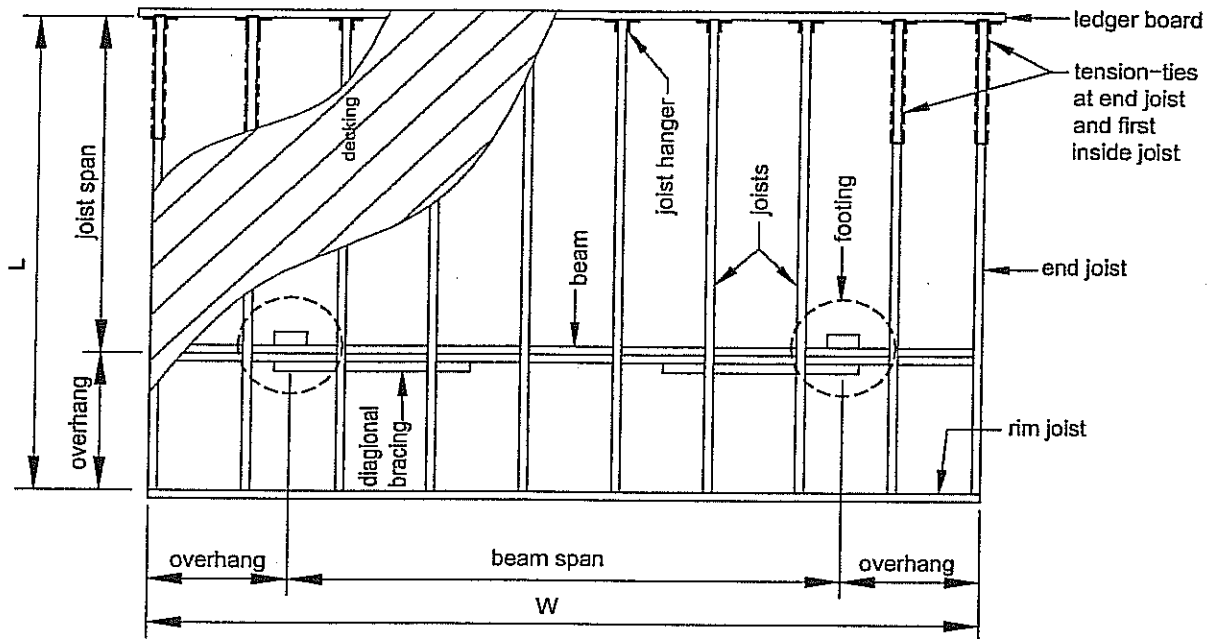 ledger board
tension-ties
at end joist
and first
inside joist
decking
joist hanger
joists
footing
joist span
L
beam
end joist
overhang
diagional
bracing
rim joist
overhang
beam span
overhang
W